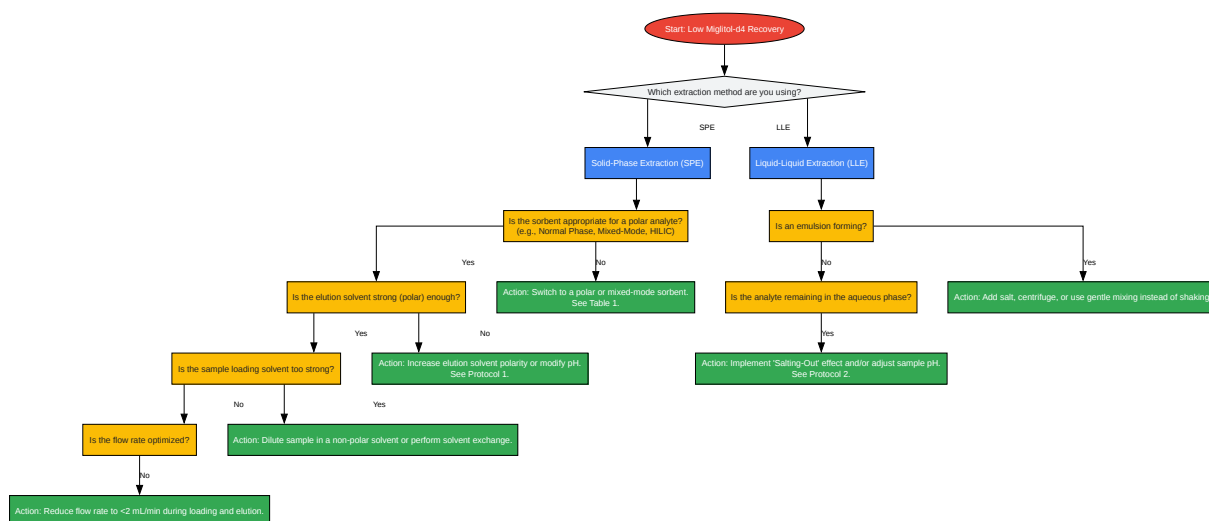 Start: Low Miglitol-d4 Recovery
Which extraction method are you using?
SPE
LLE
Solid-Phase Extraction (SPE)
Liquid-Liquid Extraction (LLE)
Is the sorbent appropriate for a polar analyte?
(e.g., Normal Phase, Mixed-Mode, HILIC)
Is an emulsion forming?
Yes
No
No
Yes
Is the elution solvent strong (polar) enough?
Action: Switch to a polar or mixed-mode sorbent.
See Table 1.
Is the analyte remaining in the aqueous phase?
Action: Add salt, centrifuge, or use gentle mixing instead of shaking
Yes
No
Yes
Is the sample loading solvent too strong?
Action: Increase elution solvent polarity or modify pH.
See Protocol 1.
Action: Implement 'Salting-Out' effect and/or adjust sample pH.
See Protocol 2.
No
Yes
Is the flow rate optimized?
Action: Dilute sample in a non-polar solvent or perform solvent exchange.
No
Action: Reduce flow rate to <2 mL/min during loading and elution.